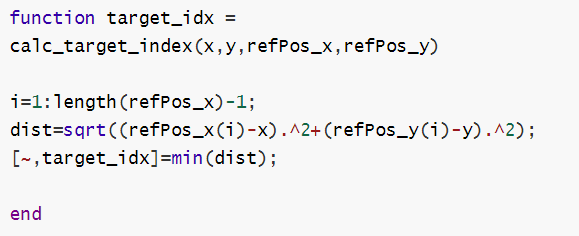 function target_idx =
calc_target_index(x,y,refPos_x,refPos_y)
i=1:length(refPos_x)-1;
dist=sqrt((refPos_x(i)-x).^2+(refPos_y(i)-y).^2);
[~,target_idx]=min(dist);
end